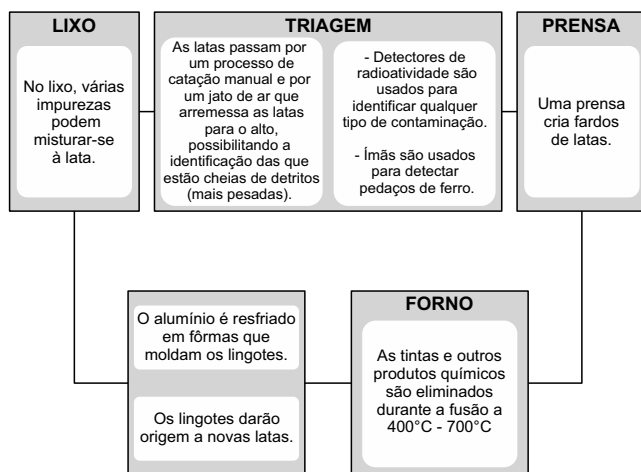 LIXO
No lixo, várias
impurezas
podem
misturar-se
à lata.
TRIAGEM
As latas passam por
um processo de
catação manual e por
um jato de ar que
arremessa as latas
para o alto,
possibilitando a
identificação das que
estão cheias de detritos
(mais pesadas).
- Detectores de
radioatividade são
usados para
identificar qualquer
tipo de contaminação.
- Ímãs são usados
para detectar
pedaços de ferro.
PRENSA
Uma prensa
cria fardos
de latas.
O alumínio é resfriado
em fôrmas que
moldam os lingotes.
Os lingotes darão
origem a novas latas.
FORNO
As tintas e outros
produtos químicos
são eliminados
durante a fusão a
400°C - 700°C